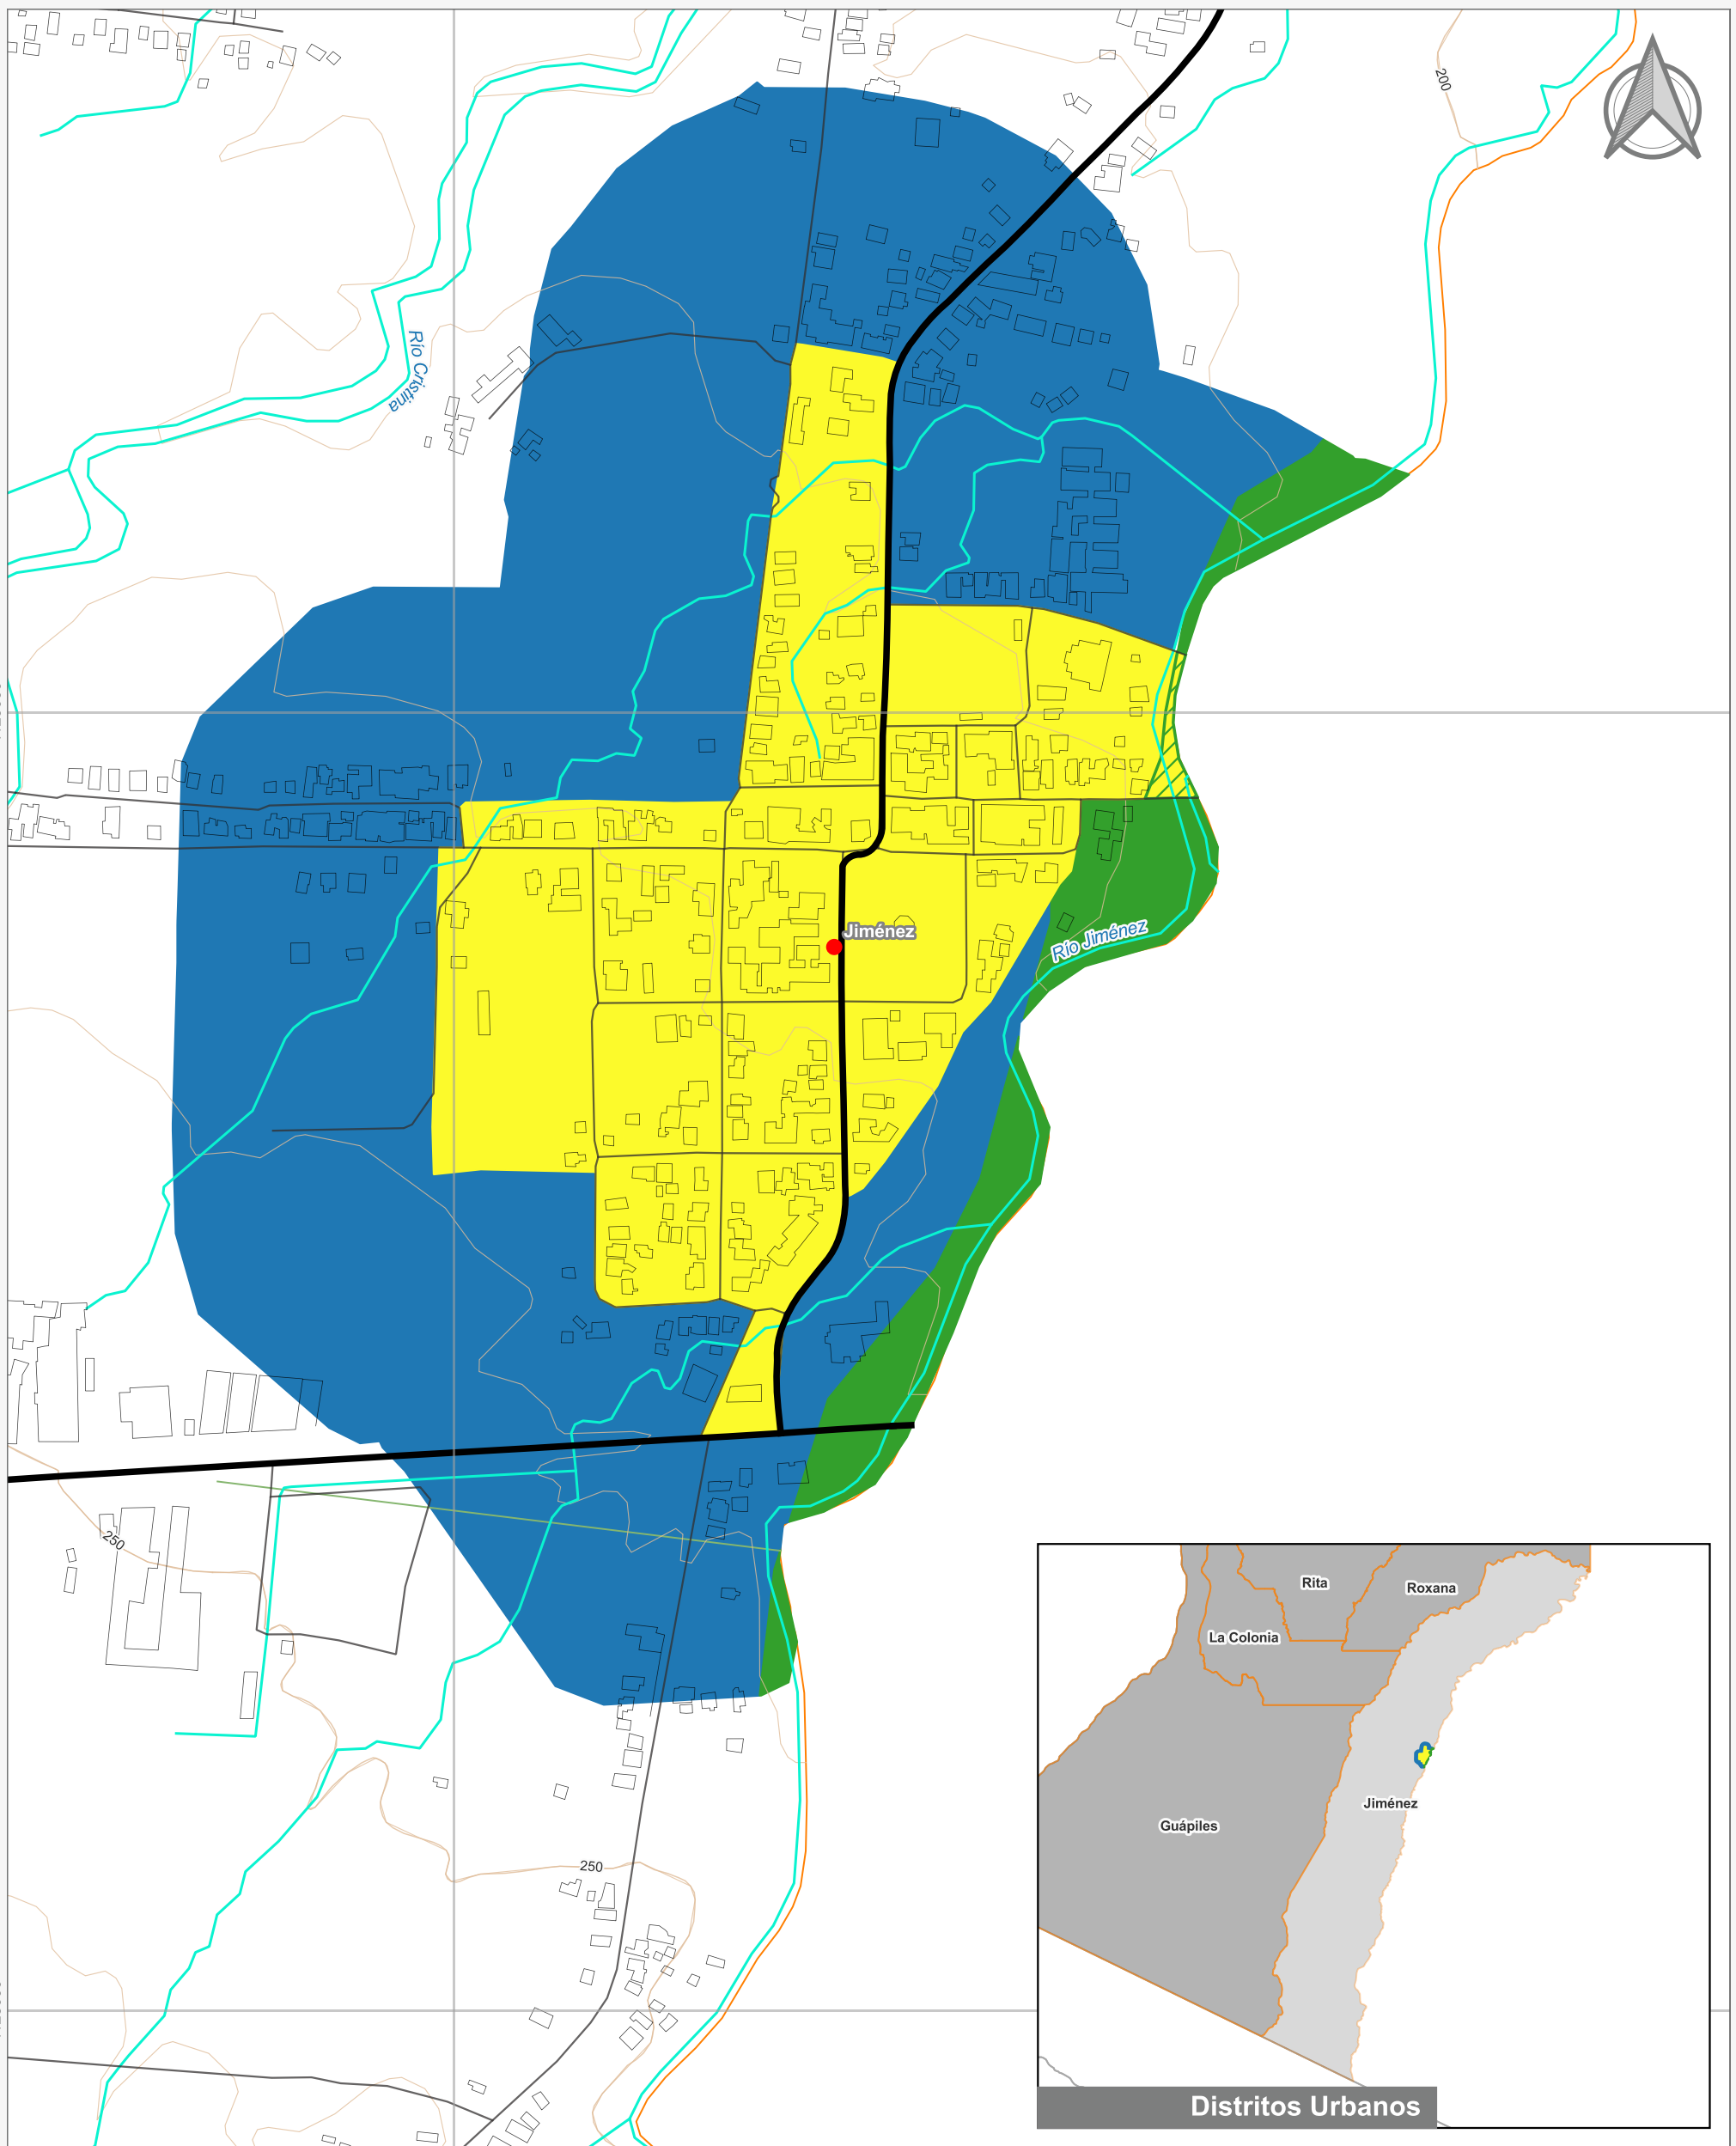 200
Río Cristina
Jiménez
Río Jiménez
250
250
Rita
Roxana
La Colonia
Jiménez
Guápiles
Distritos Urbanos